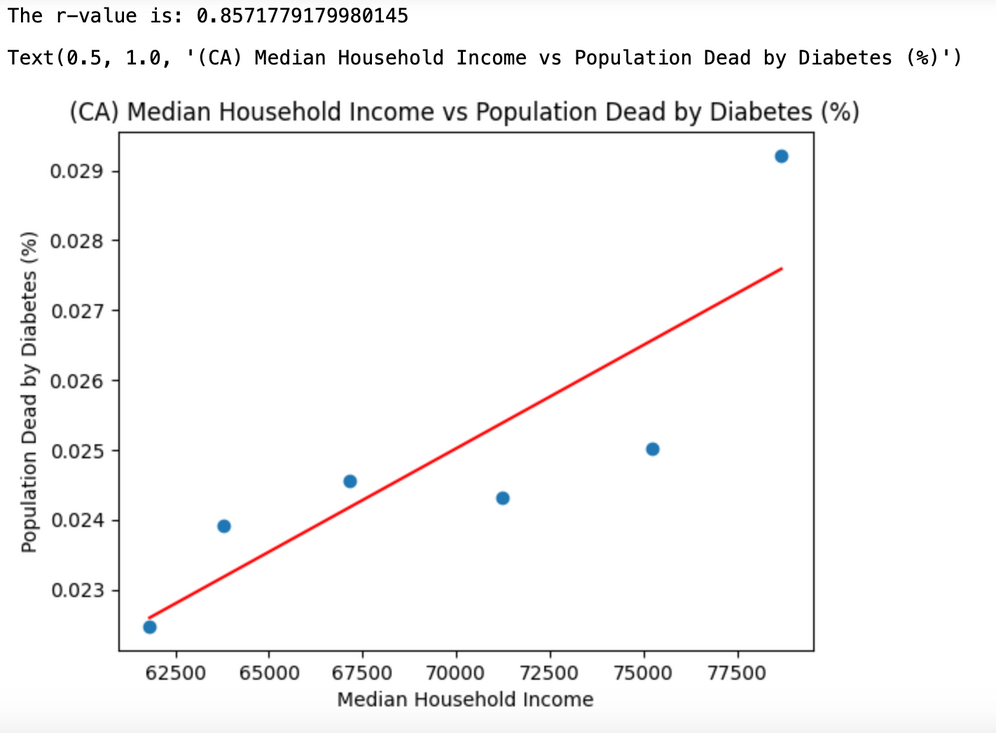 The r-value is: 0.8571779179980145
Text(0.5, 1.0, '(CA) Median Household Income vs Population Dead by Diabetes (%)')
(CA) Median Household Income vs Population Dead by Diabetes (%)
Population Dead by Diabetes (%)
0.029
0.028
0.027
0.026
0.025
0.024
0.023
62500 65000 67500 70000 72500 75000 77500
Median Household Income